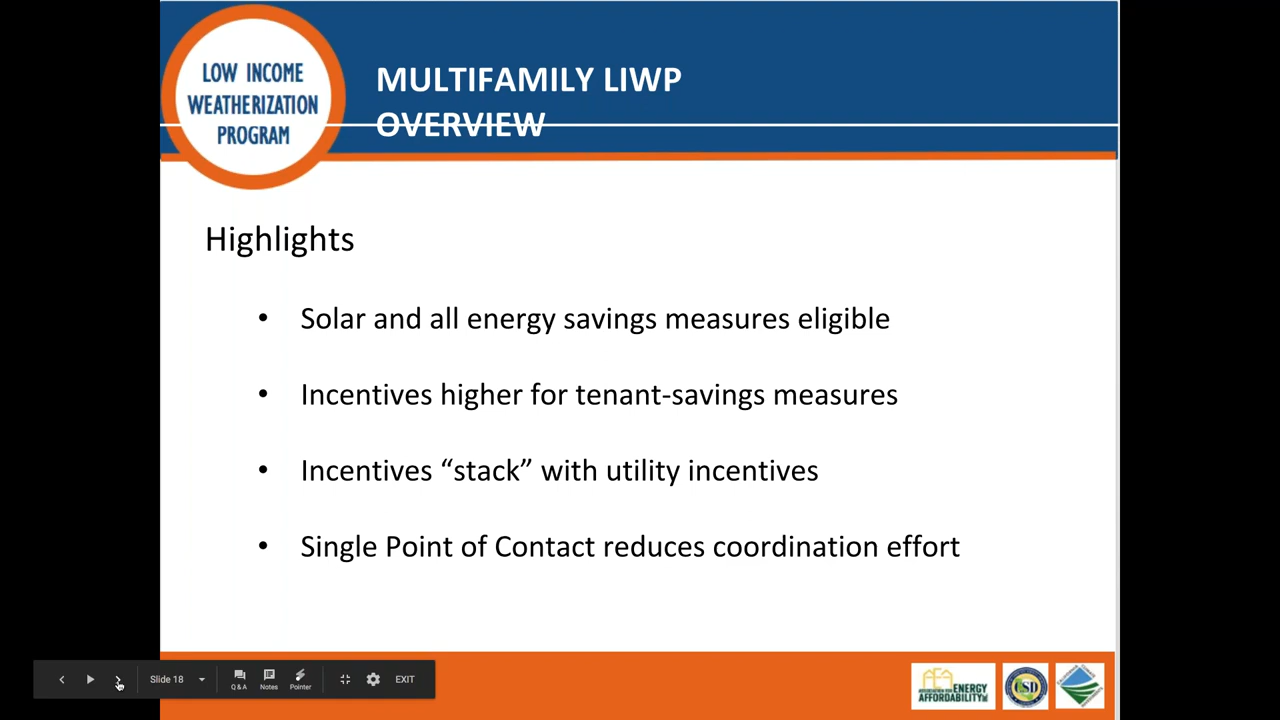 LOW INCOME
WEATHERIZATION
PROGRAM
MULTIFAMILY LIWP
OVERVIEW
Highlights
• Solar and all energy savings measures eligible
• Incentives higher for tenant-savings measures
• Incentives “stack” with utility incentives
• Single Point of Contact reduces coordination effort
Slide 18
Q & A
Notes
Pointer
EXIT
ASSOCIATION FOR
ENERGY
AFFORDABILITY
CSD